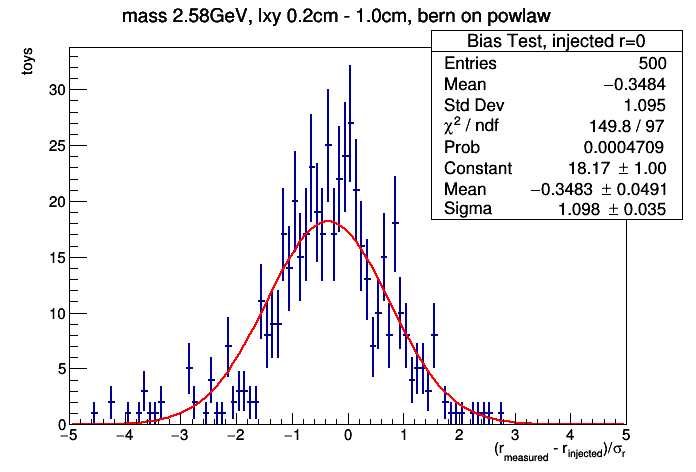 mass 2.58GeV, lxy 0.2cm - 1.0cm, bern on powlaw
Bias Test, injected r=0
Entries 500
Mean −0.3484
Std Dev 1.095
χ² / ndf 149.8 / 97
Prob 0.0004709
Constant 18.17 ± 1.00
Mean −0.3483 ± 0.0491
Sigma 1.098 ± 0.035
toys
30
25
20
15
10
5
0
−5 −4 −3 −2 −1 0 1 2 3 4 5
(r_measured - r_injected)/σ_r